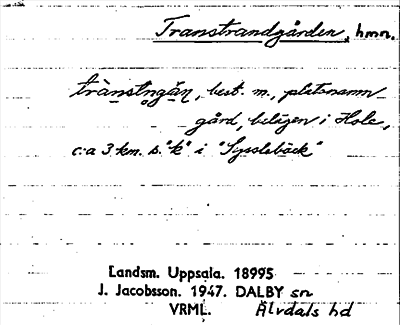 Transtrandgården, hmn.
trànstngån, best. m., platsnamn
gård, belägen i Hole,
c:a 3 km. s. "k" i "Sysslebäck"
Landsm. Uppsala. 18995
J. Jacobsson. 1947. DALBY sn
VRML. Älvdals hd